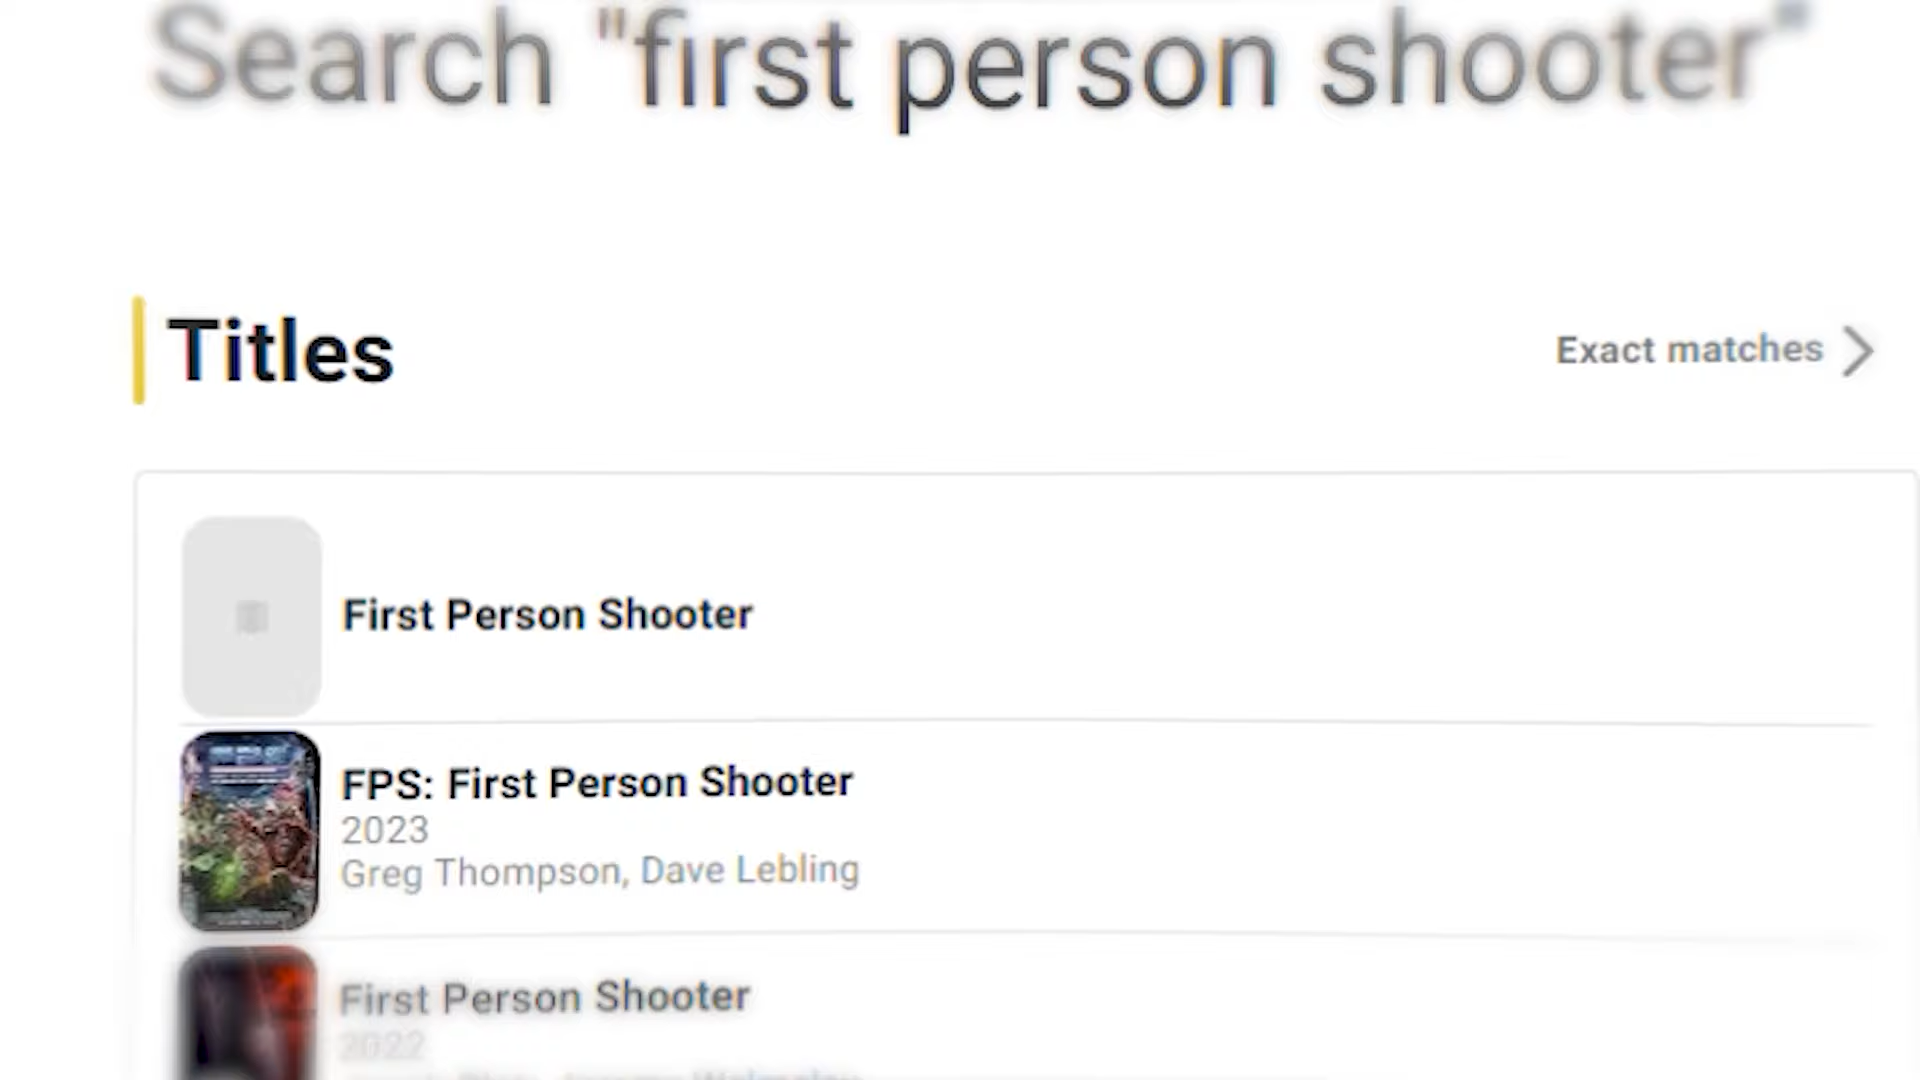 Search "first person shooter"
Titles
Exact matches
First Person Shooter
FPS: First Person Shooter
2023
Greg Thompson, Dave Lebling
First Person Shooter
2022